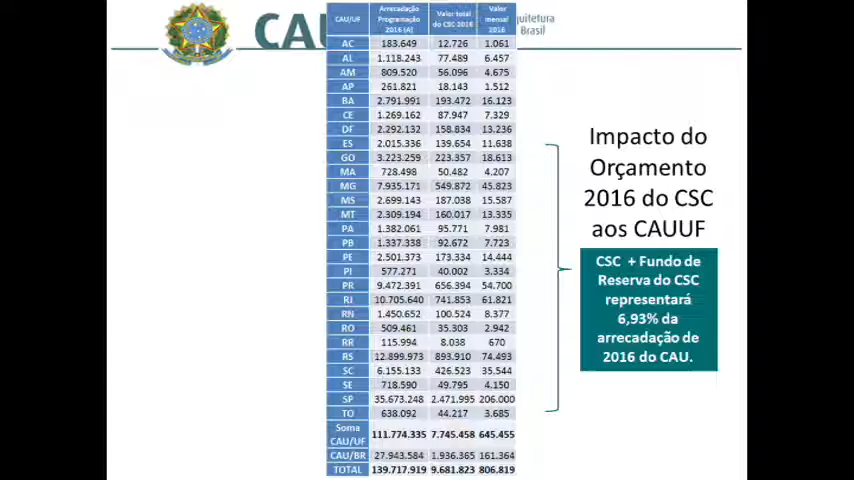 CAU
quitetura
Brasil
CAU/UF Arrecadação Programação 2016 (A) Valor total do CSC 2016 Valor mensal 2016
AC 183.649 12.726 1.061
AL 1.118.243 77.489 6.457
AM 809.520 56.096 4.675
AP 261.821 18.143 1.512
BA 2.791.991 193.472 16.123
CE 1.269.162 87.947 7.329
DF 2.292.132 158.834 13.236
ES 2.015.336 139.654 11.638
GO 3.223.259 223.357 18.613
MA 728.498 50.482 4.207
MG 7.935.171 549.872 45.823
MS 2.699.143 187.038 15.587
MT 2.309.194 160.017 13.335
PA 1.382.061 95.771 7.981
PB 1.337.338 92.672 7.723
PE 2.501.373 173.334 14.444
PI 577.271 40.002 3.334
PR 9.472.391 656.394 54.700
RJ 10.705.640 741.853 61.821
RN 1.450.652 100.524 8.377
RO 509.461 35.303 2.942
RR 115.994 8.038 670
RS 12.899.973 893.910 74.493
SC 6.155.133 426.523 35.544
SE 718.590 49.795 4.150
SP 35.673.248 2.471.995 206.000
TO 638.092 44.217 3.685
Soma CAU/UF 111.774.335 7.745.458 645.455
CAU/BR 27.943.584 1.936.365 161.364
TOTAL 139.717.919 9.681.823 806.819
Impacto do
Orçamento
2016 do CSC
aos CAUUF
CSC + Fundo de
Reserva do CSC
representará
6,93% da
arrecadação de
2016 do CAU.